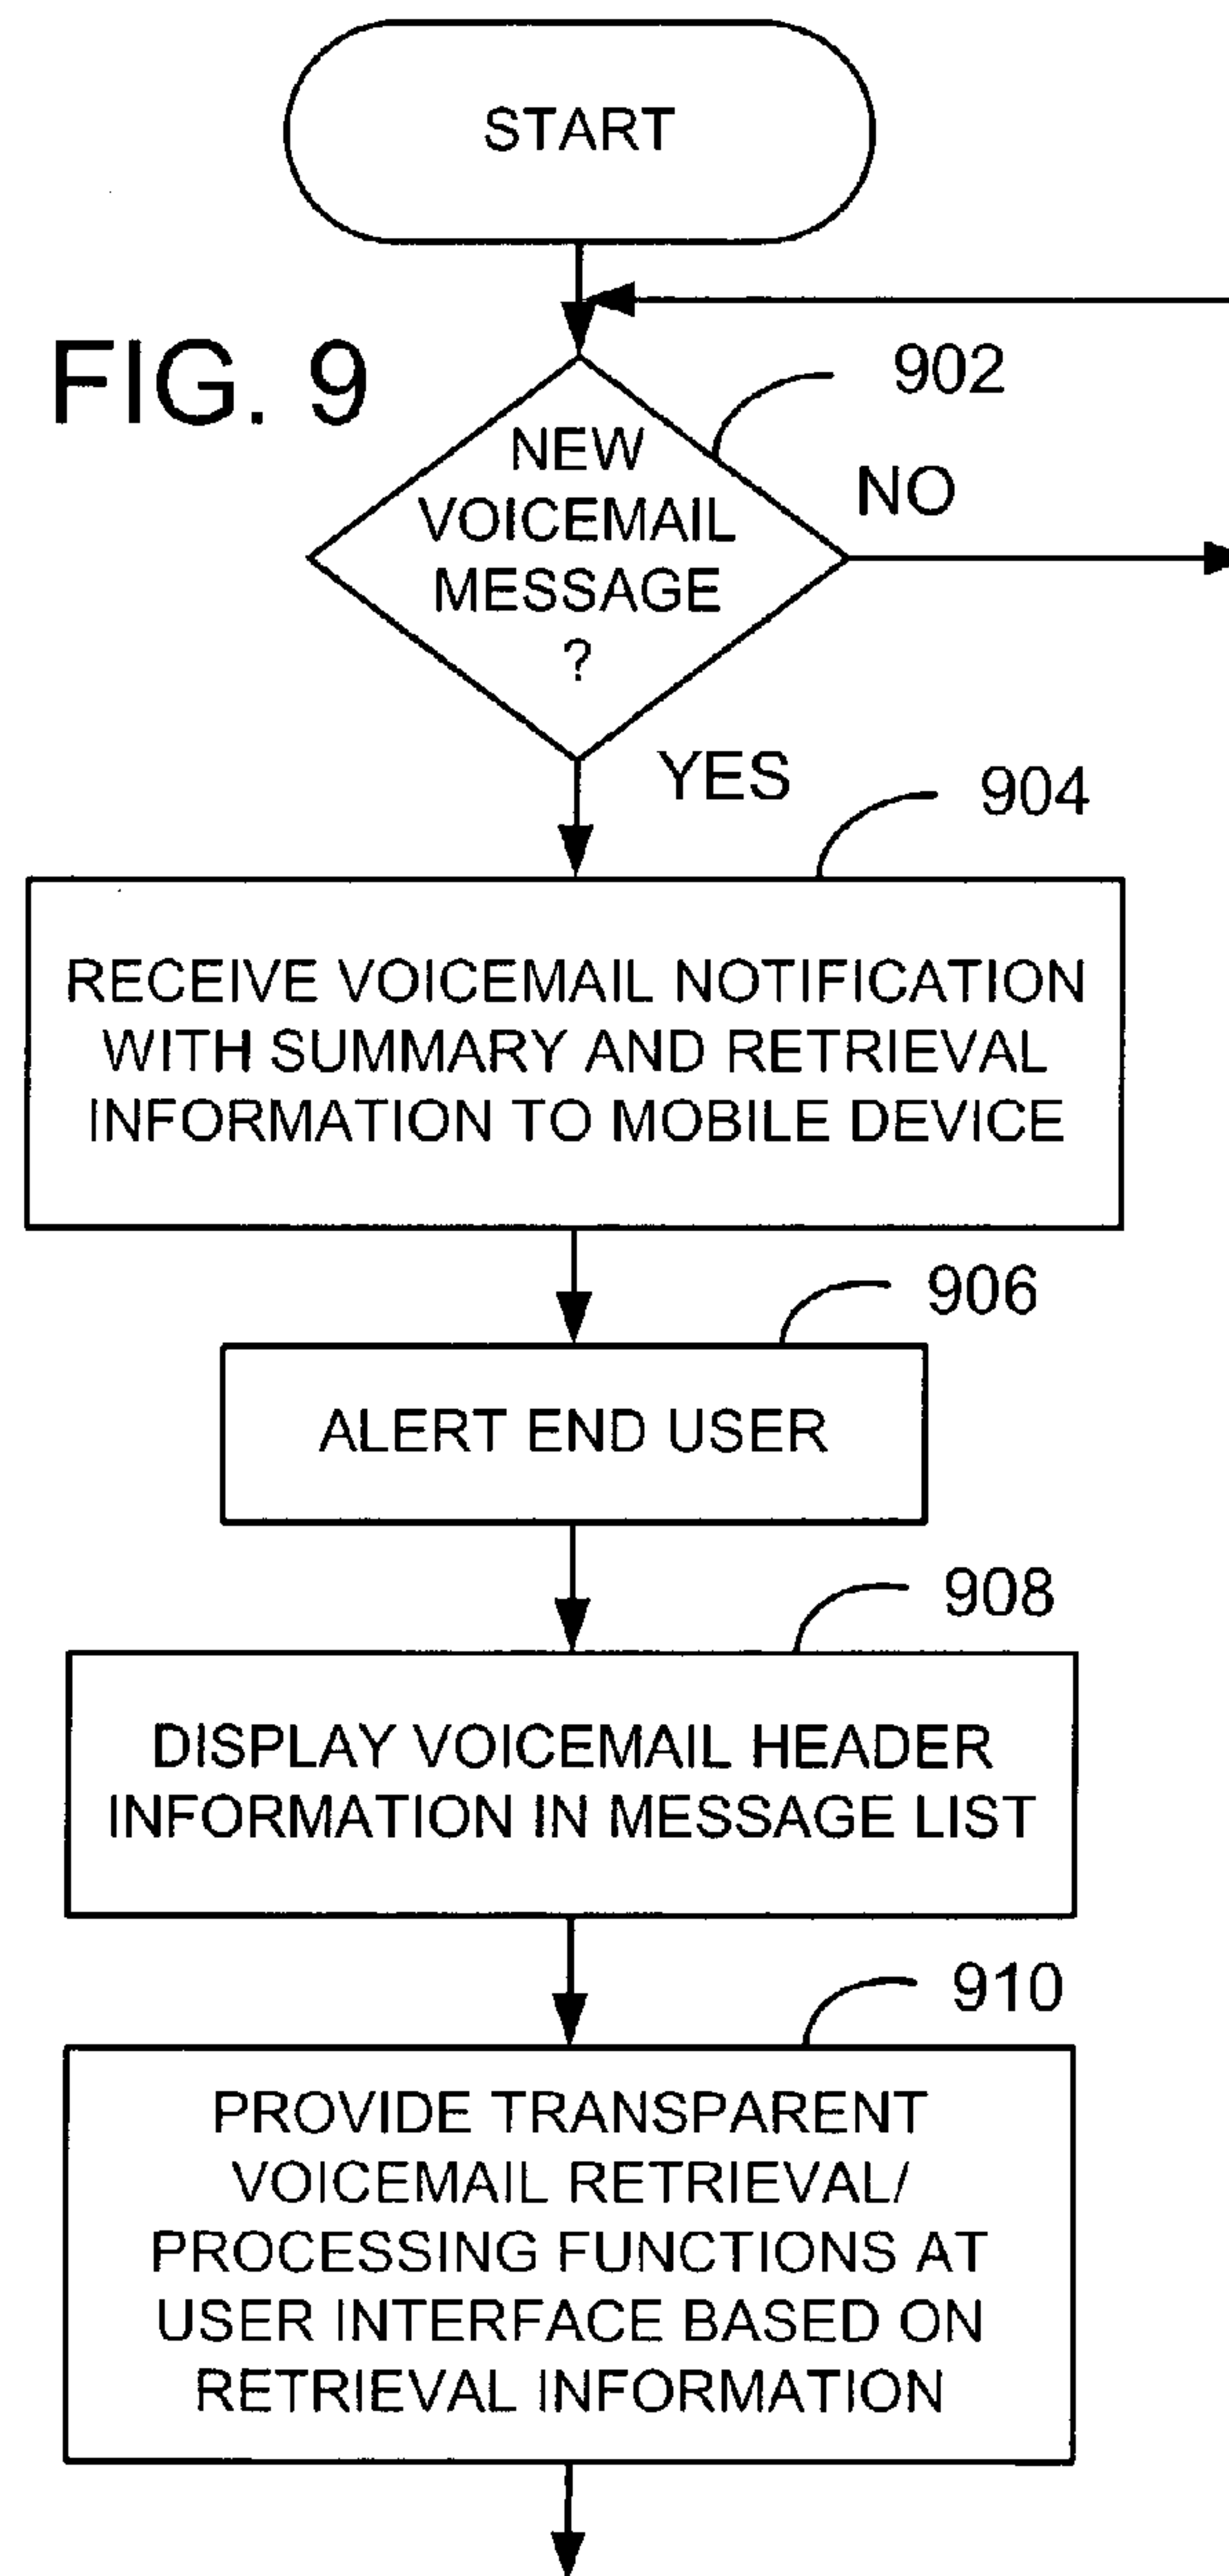 START
FIG. 9
902
NEW
VOICEMAIL
MESSAGE
?
NO
YES
904
RECEIVE VOICEMAIL NOTIFICATION
WITH SUMMARY AND RETRIEVAL
INFORMATION TO MOBILE DEVICE
906
ALERT END USER
908
DISPLAY VOICEMAIL HEADER
INFORMATION IN MESSAGE LIST
910
PROVIDE TRANSPARENT
VOICEMAIL RETRIEVAL/
PROCESSING FUNCTIONS AT
USER INTERFACE BASED ON
RETRIEVAL INFORMATION